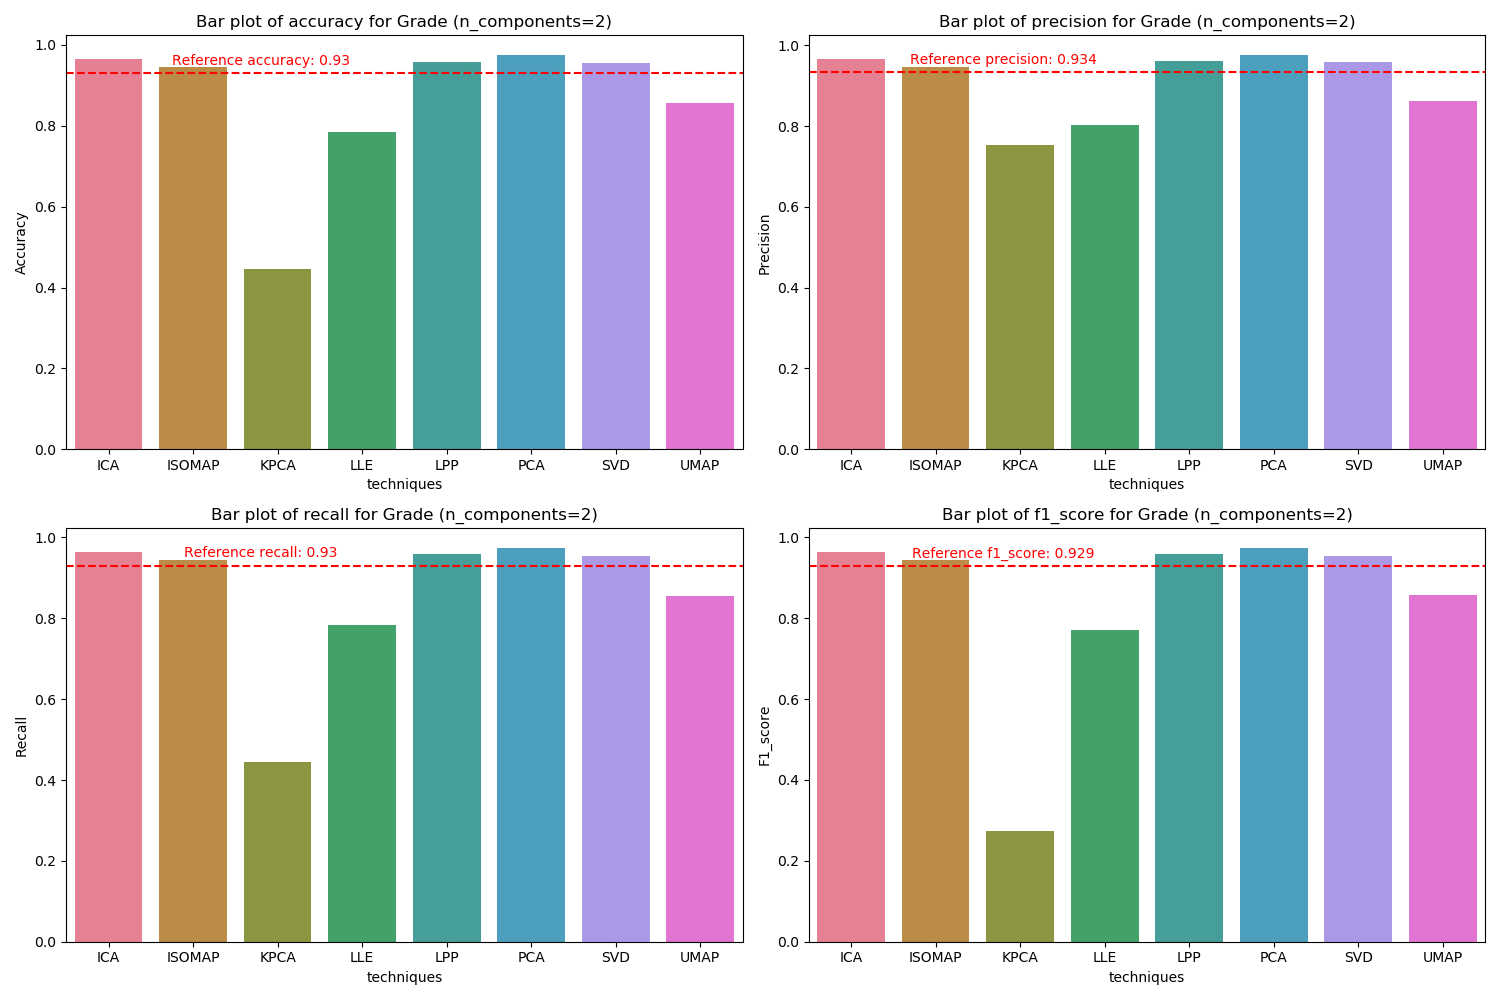 Bar plot of accuracy for Grade (n_components=2)
1.0
0.8
0.6
0.4
0.2
0.0
Accuracy
Reference accuracy: 0.93
ICA ISOMAP KPCA LLE LPP PCA SVD UMAP
techniques
Bar plot of precision for Grade (n_components=2)
1.0
0.8
0.6
0.4
0.2
0.0
Precision
Reference precision: 0.934
ICA ISOMAP KPCA LLE LPP PCA SVD UMAP
techniques
Bar plot of recall for Grade (n_components=2)
1.0
0.8
0.6
0.4
0.2
0.0
Recall
Reference recall: 0.93
ICA ISOMAP KPCA LLE LPP PCA SVD UMAP
techniques
Bar plot of f1_score for Grade (n_components=2)
1.0
0.8
0.6
0.4
0.2
0.0
F1_score
Reference f1_score: 0.929
ICA ISOMAP KPCA LLE LPP PCA SVD UMAP
techniques